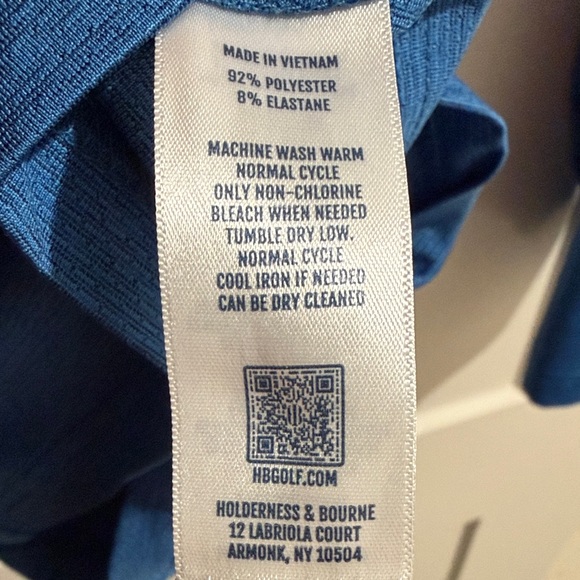 MADE IN VIETNAM
92% POLYESTER
8% ELASTANE
MACHINE WASH WARM
NORMAL CYCLE
ONLY NON-CHLORINE
BLEACH WHEN NEEDED
TUMBLE DRY LOW.
NORMAL CYCLE
COOL IRON IF NEEDED
CAN BE DRY CLEANED
HBGOLF.COM
HOLDERNESS & BOURNE
12 LABRIOLA COURT
ARMONK, NY 10504